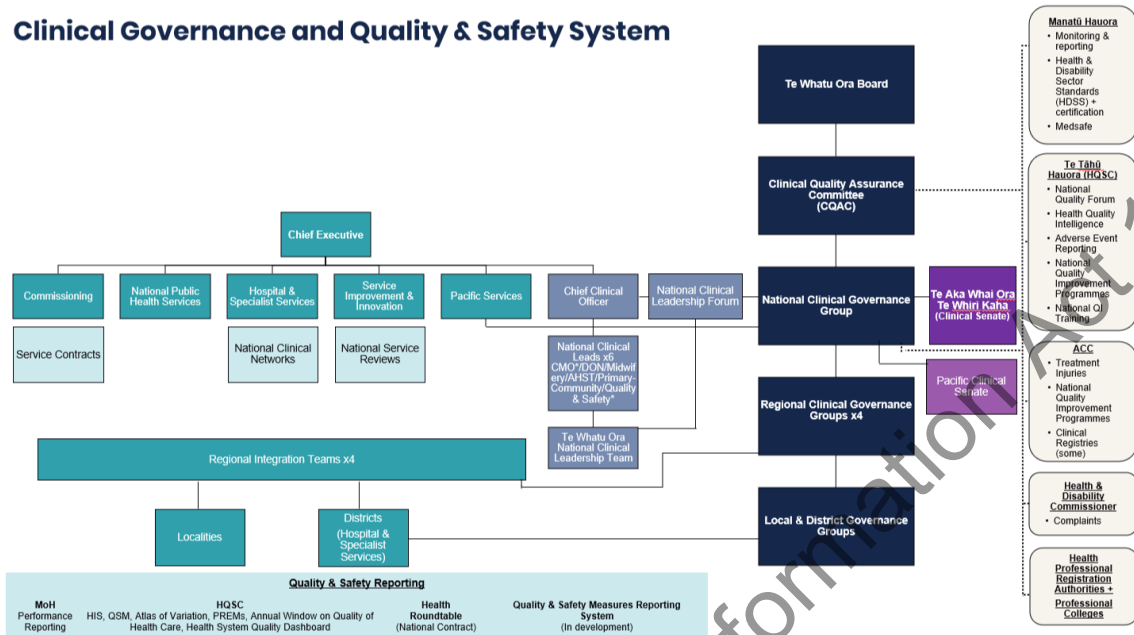 Clinical Governance and Quality & Safety System
Te Whatu Ora Board
Clinical Quality Assurance
Committee
(CQAC)
Chief Executive
Commissioning
National Public
Health Services
Hospital &
Specialist Services
Service
Improvement &
Innovation
Pacific Services
Chief Clinical
Officer
National Clinical
Leadership Forum
National Clinical Governance
Group
Te Aka Whai Ora
Te Whiri Kaha
(Clinical Senate)
Service Contracts
National Clinical
Networks
National Service
Reviews
National Clinical
Leads x6
CMO*/DON/Midwif
ery/AHST/Primary-
Community/Quality
& Safety*
Pacific Clinical
Senate
Regional Clinical Governance
Groups x4
Te Whatu Ora
National Clinical
Leadership Team
Regional Integration Teams x4
Localities
Districts
(Hospital &
Specialist
Services)
Local & District Governance
Groups
Manatū Hauora
• Monitoring &
reporting
• Health &
Disability
Sector
Standards
(HDSS) +
certification
• Medsafe
Te Tāhū
Hauora (HQSC)
• National
Quality Forum
• Health Quality
Intelligence
• Adverse Event
Reporting
• National
Quality
Improvement
Programmes
• National QI
Training
ACC
• Treatment
Injuries
• National
Quality
Improvement
Programmes
• Clinical
Registries
(some)
Health &
Disability
Commissioner
• Complaints
Health
Professional
Registration
Authorities +
Professional
Colleges
Quality & Safety Reporting
MoH
Performance
Reporting
HQSC
HIS, QSM, Atlas of Variation, PREMs, Annual Window on Quality of
Health Care, Health System Quality Dashboard
Health
Roundtable
(National Contract)
Quality & Safety Measures Reporting
System
(In development)
formation Act